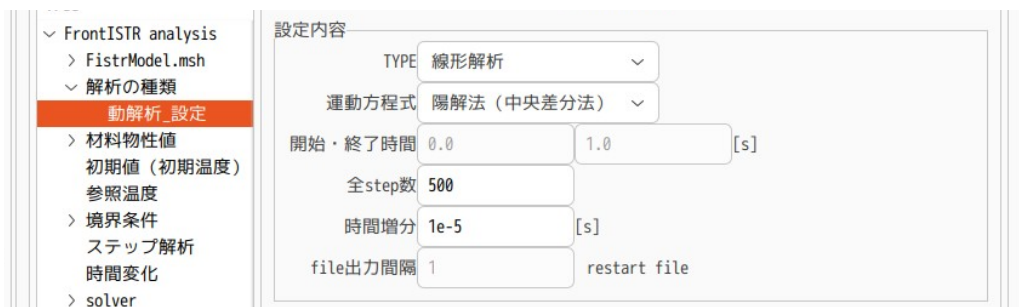 FrontISTR analysis
FistrModel.msh
解析の種類
動解析_設定
材料物性値
初期値（初期温度）
参照温度
境界条件
ステップ解析
時間変化
solver
設定内容
TYPE 線形解析
運動方程式 陽解法（中央差分法）
開始・終了時間 0.0 1.0 [s]
全step数 500
時間増分 1e-5 [s]
file出力間隔 1 restart file